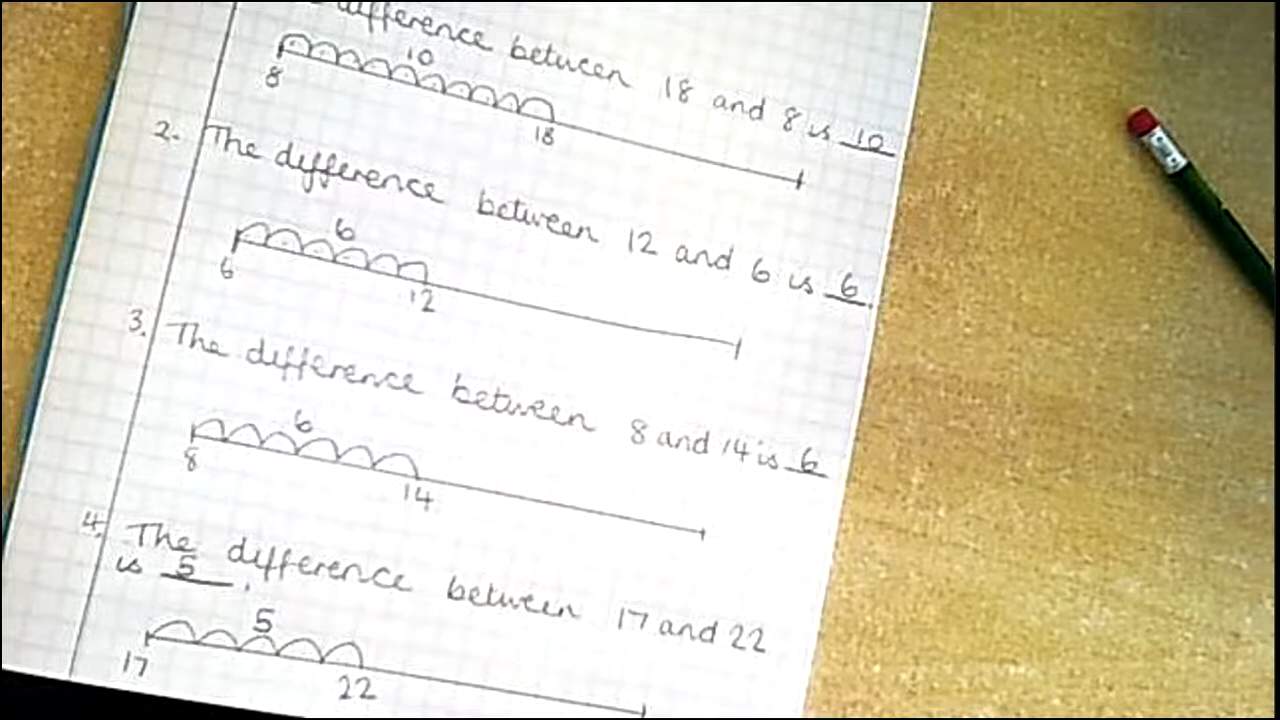 difference between 18 and 8 is 10
10
8
18
2. The difference between 12 and 6 is 6.
6
6
12
3. The difference between 8 and 14 is 6
6
8
14
4. The difference between 17 and 22
is 5.
5
17
22